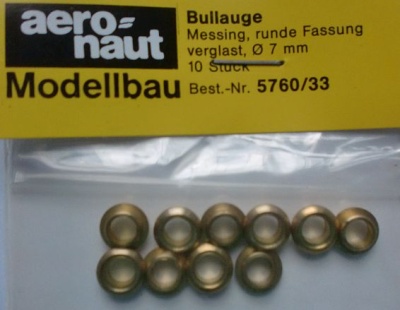 aero-
naut
Modellbau
Bullauge
Messing, runde Fassung
verglast, Ø 7 mm
10 Stück
Best.-Nr. 5760/33